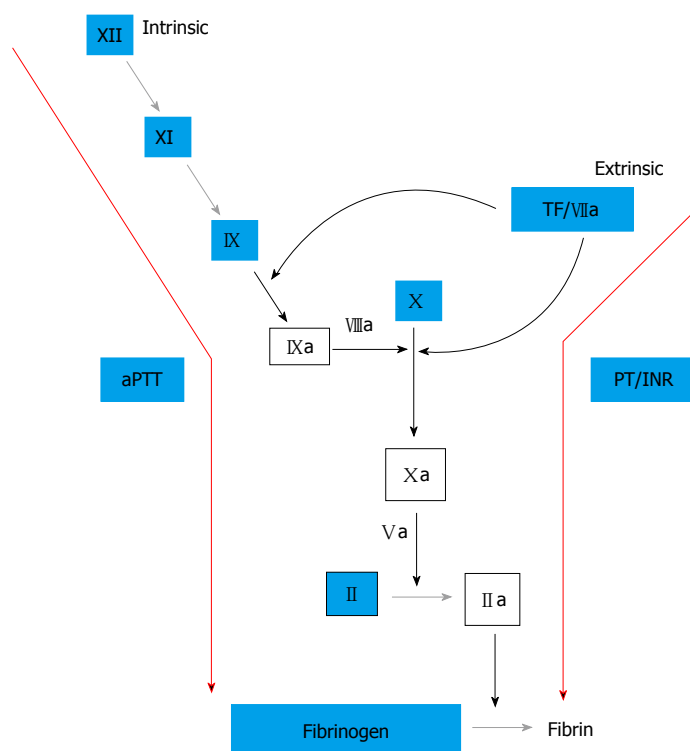 XII
Intrinsic
XI
Extrinsic
TF/Ⅶa
Ⅸ
Ⅹ
Ⅷa
Ⅸa
aPTT
PT/INR
Ⅹa
Ⅴa
Ⅱ
Ⅱa
Fibrinogen
Fibrin